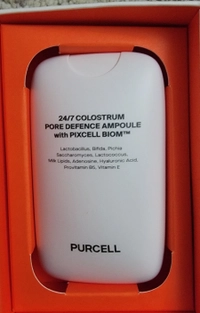 24/7 COLOSTRUM
PORE DEFENCE AMPOULE
with PIXCELL BIOM™
Lactobacillus, Bifida, Pichia
Saccharomyces, Lactococcus,
Milk Lipids, Adenosine, Hyaluronic Acid,
Provitamin B5, Vitamin E
PURCELL